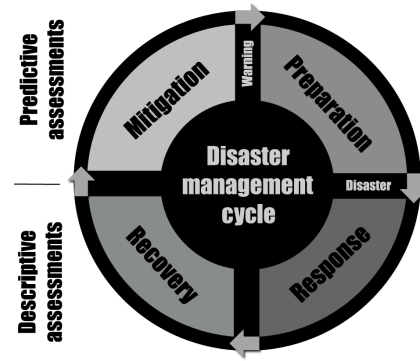 Predictive
assessments
Mitigation
Warning
Preparation
Disaster
management
cycle
Disaster
Descriptive
assessments
Recovery
Response